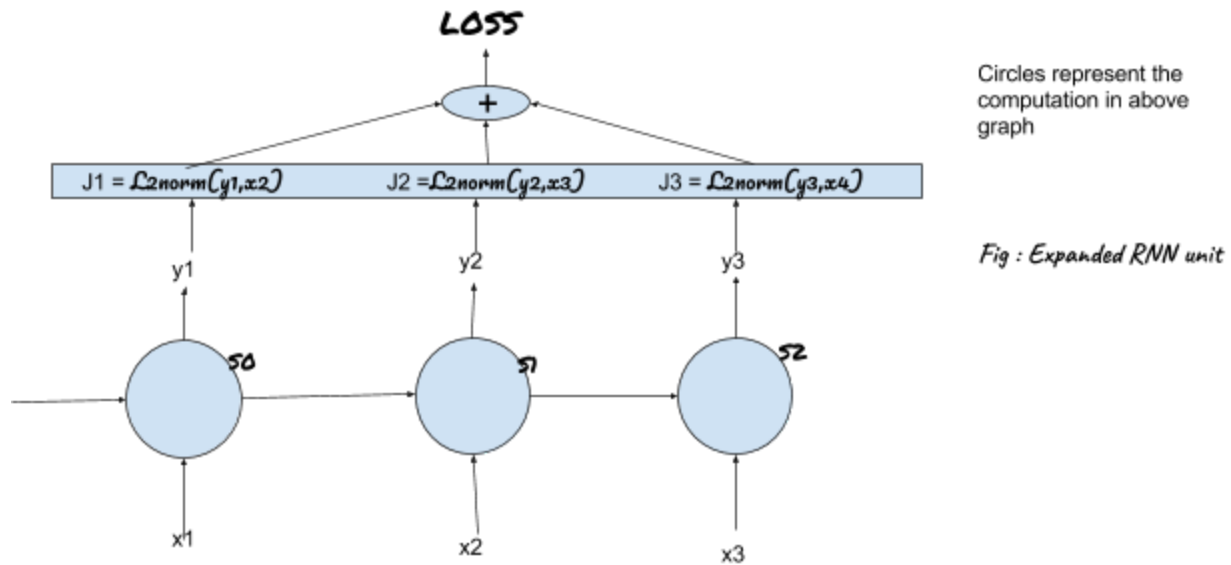 LOSS
+
Circles represent the
computation in above
graph
J1 = L2norm(y1,x2) J2 =L2norm(y2,x3) J3 = L2norm(y3,x4)
Fig : Expanded RNN unit
y1 y2 y3
S0 S1 S2
x1 x2 x3